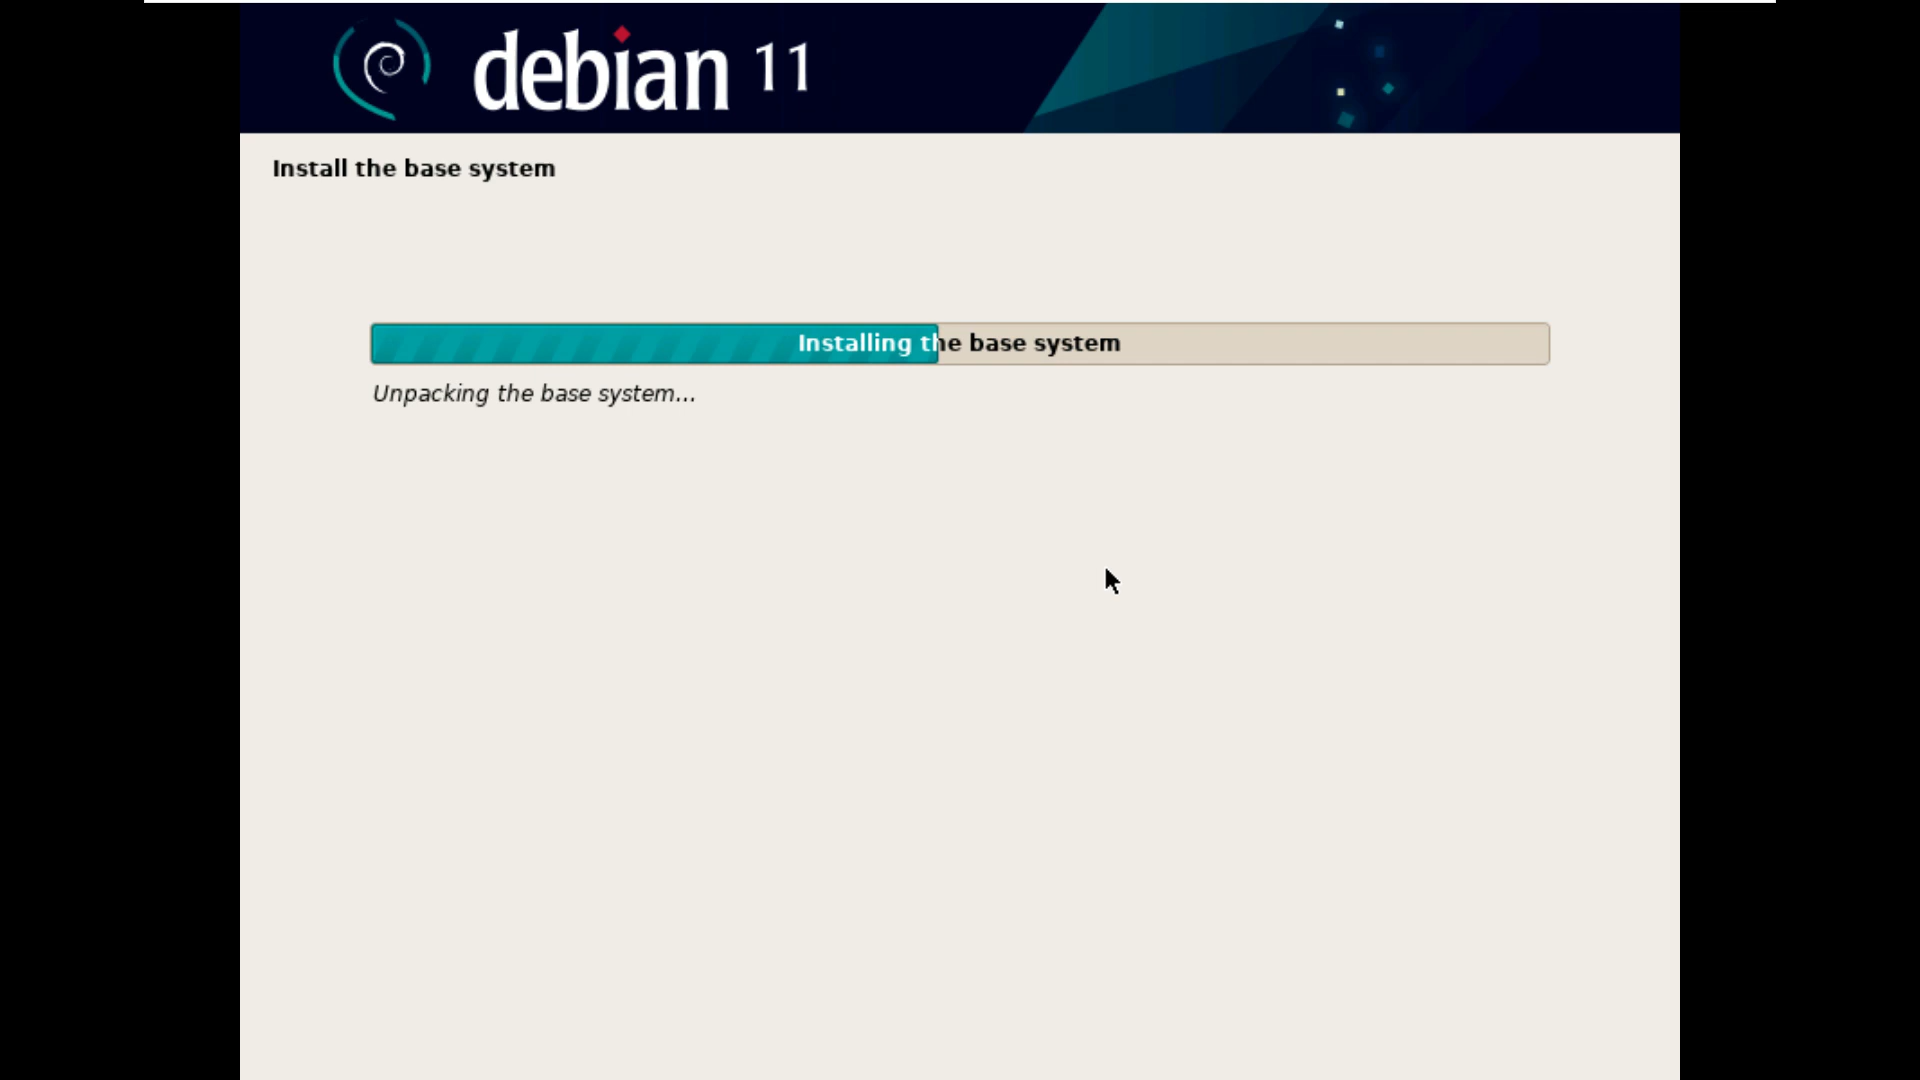 debian 11
Install the base system
Installing the base system
Unpacking the base system...